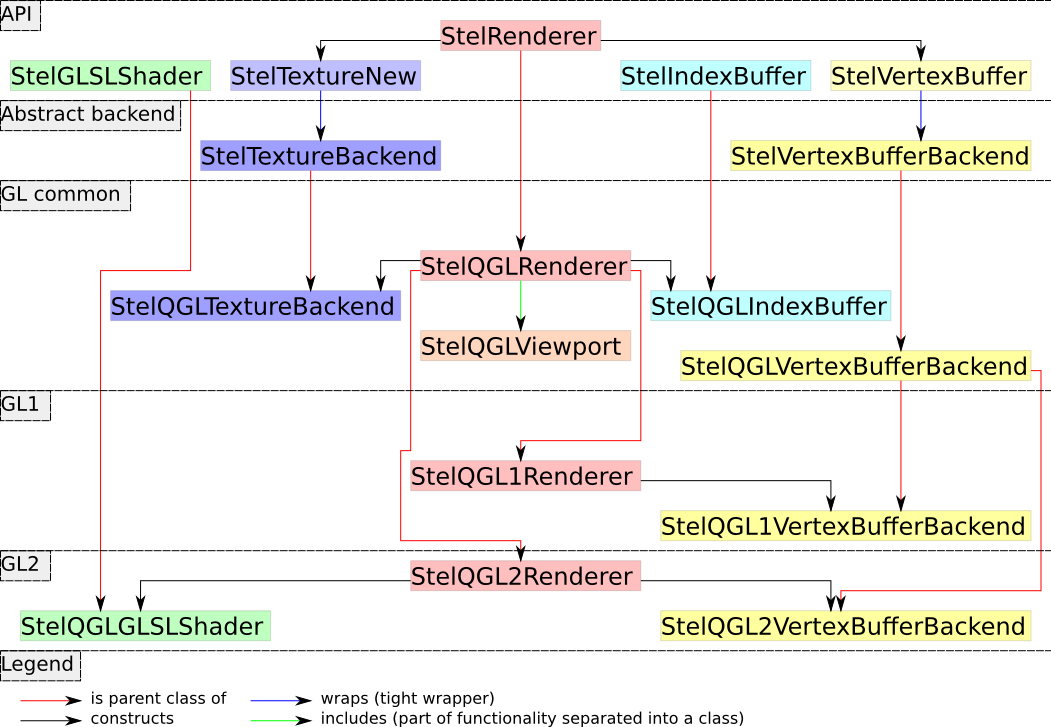 API
StelRenderer
StelGLSLShader
StelTextureNew
StelIndexBuffer
StelVertexBuffer
Abstract backend
StelTextureBackend
StelVertexBufferBackend
GL common
StelQGLRenderer
StelQGLTextureBackend
StelQGLIndexBuffer
StelQGLViewport
StelQGLVertexBufferBackend
GL1
StelQGL1Renderer
StelQGL1VertexBufferBackend
GL2
StelQGL2Renderer
StelQGLGLSLShader
StelQGL2VertexBufferBackend
Legend
is parent class of
wraps (tight wrapper)
constructs
includes (part of functionality separated into a class)